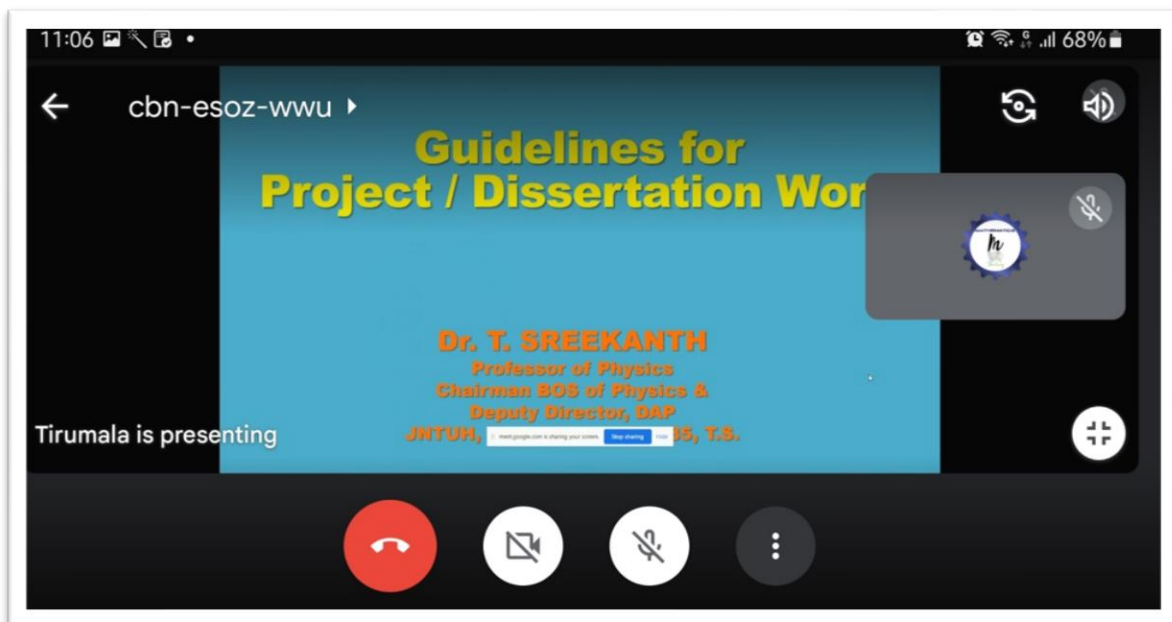 11:06
68%
cbn-esoz-wwu
Guidelines for
Project / Dissertation Wor
Dr. T. SREEKANTH
Professor of Physics
Chairman BOS of Physics &
Deputy Director, DAP
JNTUH,
35, T.S.
meet.google.com is sharing your screen. Stop sharing Hide
Tirumala is presenting